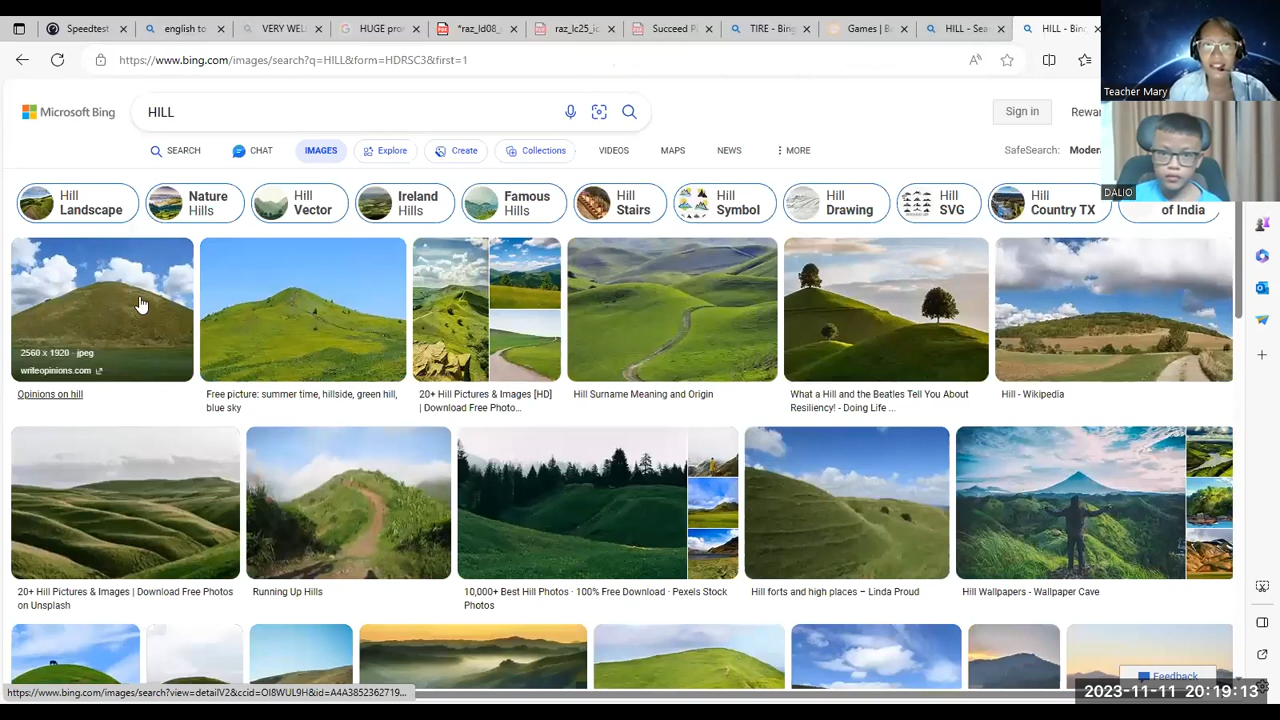 Speedtest
english to
VERY WEL
HUGE pro
*raz_ld08_
raz_lc25_ic
Succeed Pl
TIRE - Bing
Games | Ba
HILL - Sea
HILL - Bin
https://www.bing.com/images/search?q=HILL&form=HDRSC3&first=1
Teacher Mary
Microsoft Bing
HILL
Sign in
Rewar
SEARCH
CHAT
IMAGES
Explore
Create
Collections
VIDEOS
MAPS
NEWS
MORE
SafeSearch: Modera
DALIO
Hill
Landscape
Nature
Hills
Hill
Vector
Ireland
Hills
Famous
Hills
Hill
Stairs
Hill
Symbol
Hill
Drawing
Hill
SVG
Hill
Country TX
of India
2560 x 1920 · jpeg
writeopinions.com
Opinions on hill
Free picture: summer time, hillside, green hill,
blue sky
20+ Hill Pictures & Images [HD]
| Download Free Photo...
Hill Surname Meaning and Origin
What a Hill and the Beatles Tell You About
Resiliency! - Doing Life ...
Hill - Wikipedia
20+ Hill Pictures & Images | Download Free Photos
on Unsplash
Running Up Hills
10,000+ Best Hill Photos · 100% Free Download · Pexels Stock
Photos
Hill forts and high places – Linda Proud
Hill Wallpapers - Wallpaper Cave
Feedback
2023-11-11 20:19:13